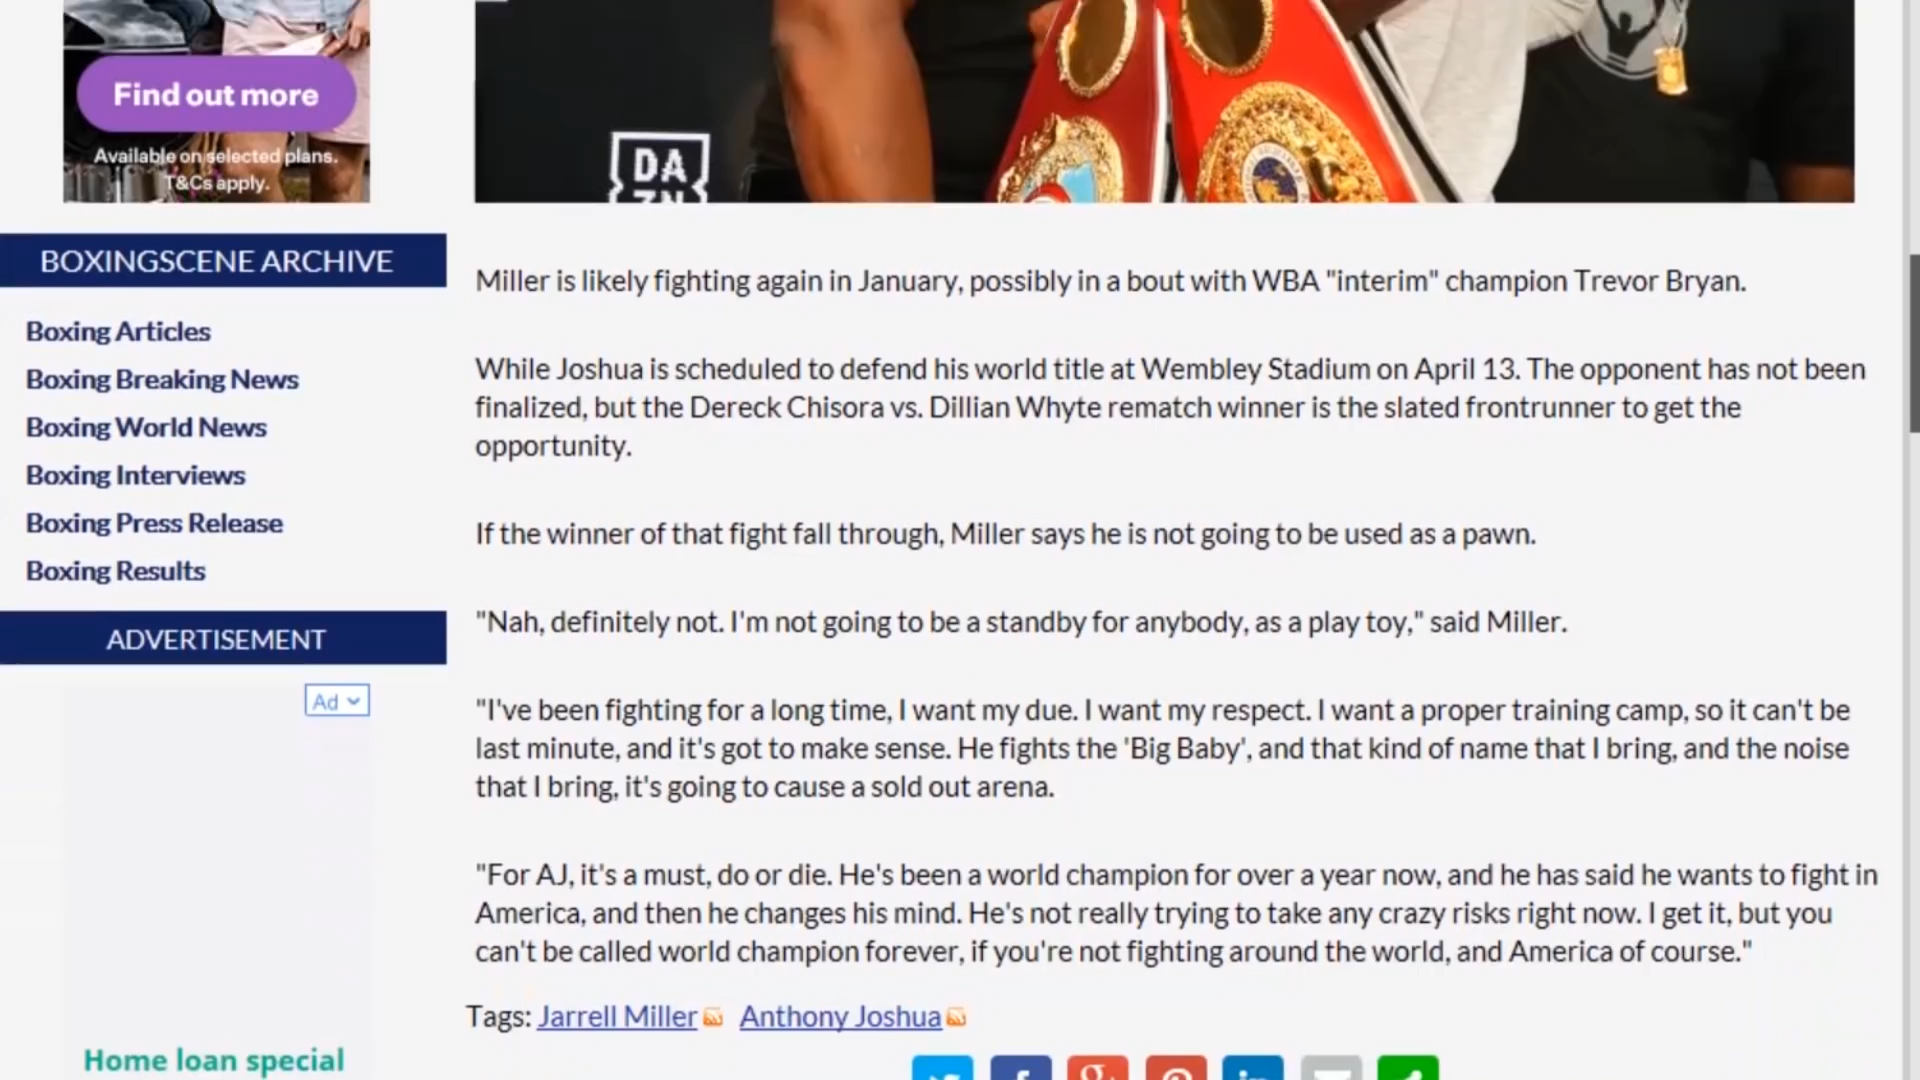 Find out more
Available on selected plans.
T&Cs apply.
DA
ZN
BOXINGSCENE ARCHIVE
Boxing Articles
Boxing Breaking News
Boxing World News
Boxing Interviews
Boxing Press Release
Boxing Results
ADVERTISEMENT
Ad
Home loan special
Miller is likely fighting again in January, possibly in a bout with WBA "interim" champion Trevor Bryan.
While Joshua is scheduled to defend his world title at Wembley Stadium on April 13. The opponent has not been
finalized, but the Dereck Chisora vs. Dillian Whyte rematch winner is the slated frontrunner to get the
opportunity.
If the winner of that fight fall through, Miller says he is not going to be used as a pawn.
"Nah, definitely not. I'm not going to be a standby for anybody, as a play toy," said Miller.
"I've been fighting for a long time, I want my due. I want my respect. I want a proper training camp, so it can't be
last minute, and it's got to make sense. He fights the 'Big Baby', and that kind of name that I bring, and the noise
that I bring, it's going to cause a sold out arena.
"For AJ, it's a must, do or die. He's been a world champion for over a year now, and he has said he wants to fight in
America, and then he changes his mind. He's not really trying to take any crazy risks right now. I get it, but you
can't be called world champion forever, if you're not fighting around the world, and America of course."
Tags: Jarrell Miller Anthony Joshua